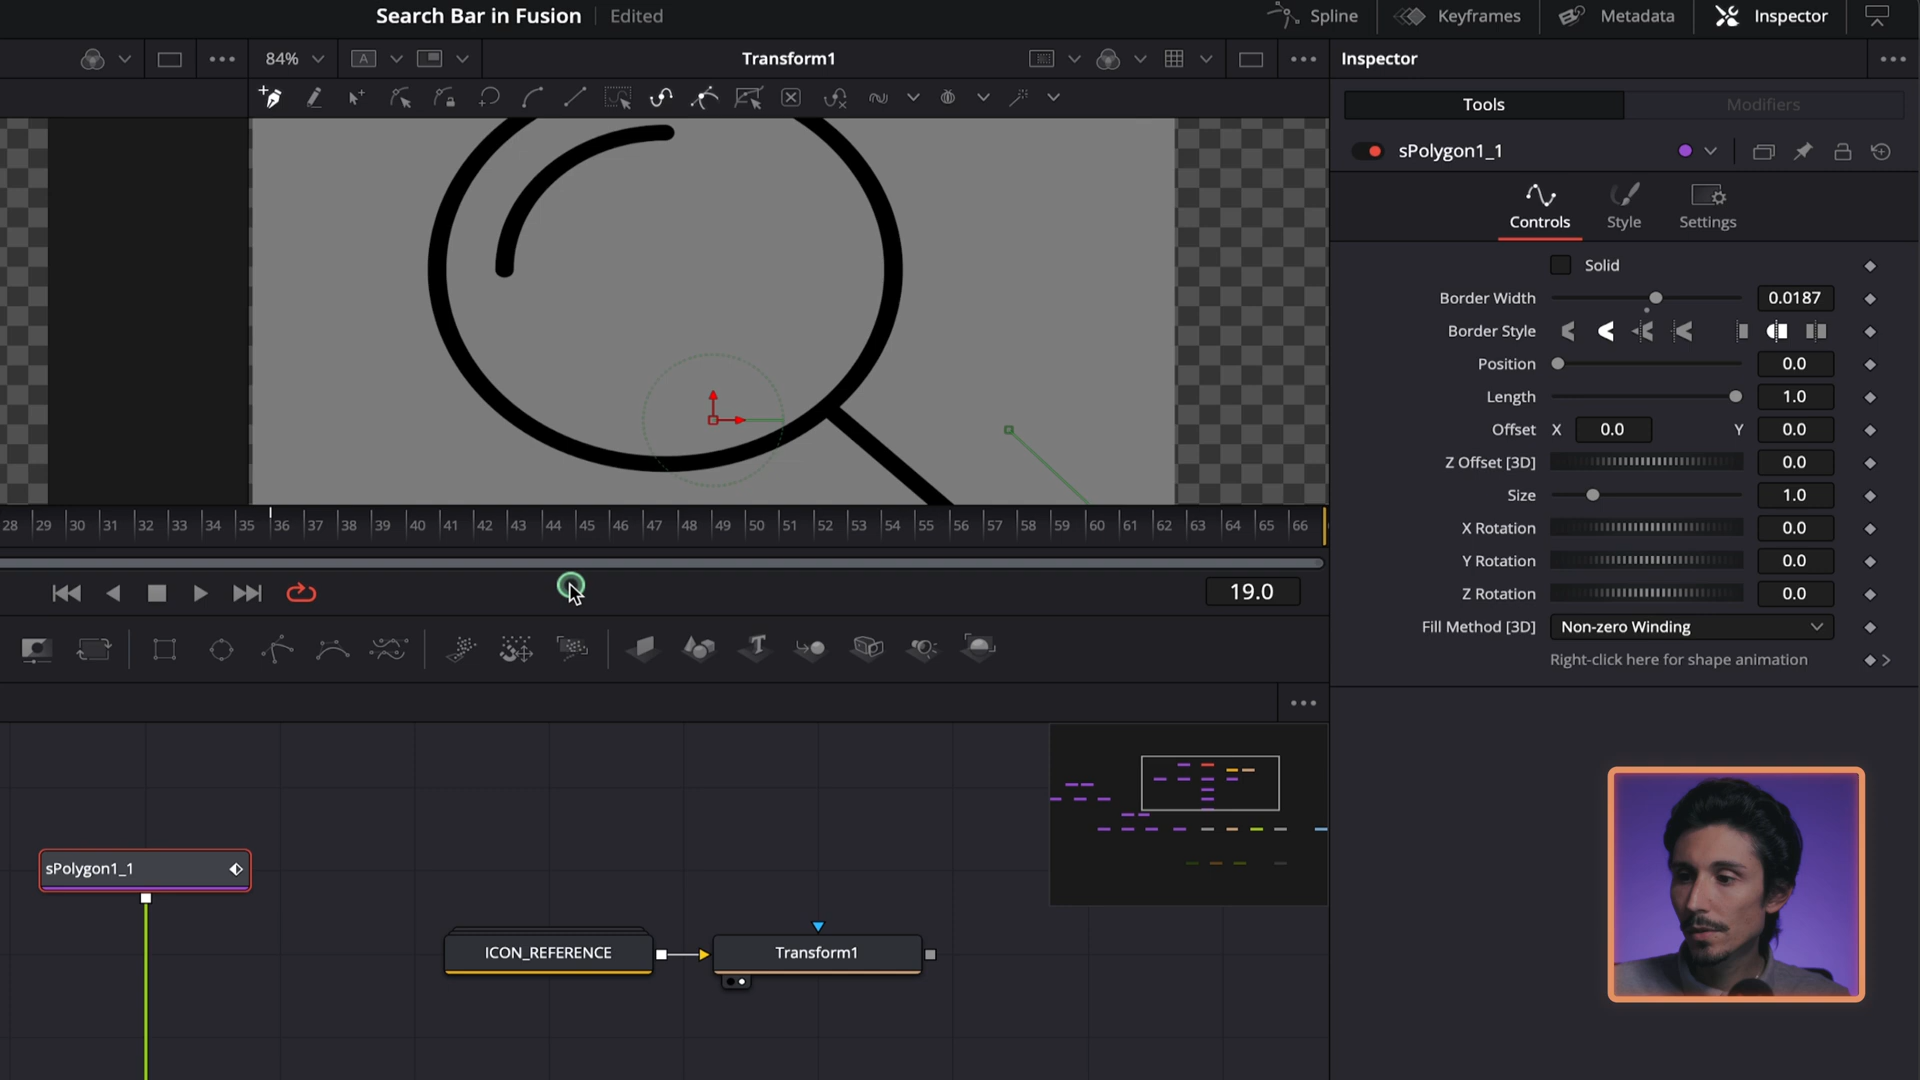 Search Bar in Fusion
Edited
Spline
Keyframes
Metadata
Inspector
84%
A
Transform1
Inspector
Tools
Modifiers
sPolygon1_1
Controls
Style
Settings
Solid
Border Width 0.0187
Border Style
Position 0.0
Length 1.0
Offset X 0.0 Y 0.0
Z Offset [3D] 0.0
Size 1.0
X Rotation 0.0
Y Rotation 0.0
Z Rotation 0.0
Fill Method [3D] Non-zero Winding
Right-click here for shape animation
28 29 30 31 32 33 34 35 36 37 38 39 40 41 42 43 44 45 46 47 48 49 50 51 52 53 54 55 56 57 58 59 60 61 62 63 64 65 66
19.0
T
sPolygon1_1
ICON_REFERENCE
Transform1